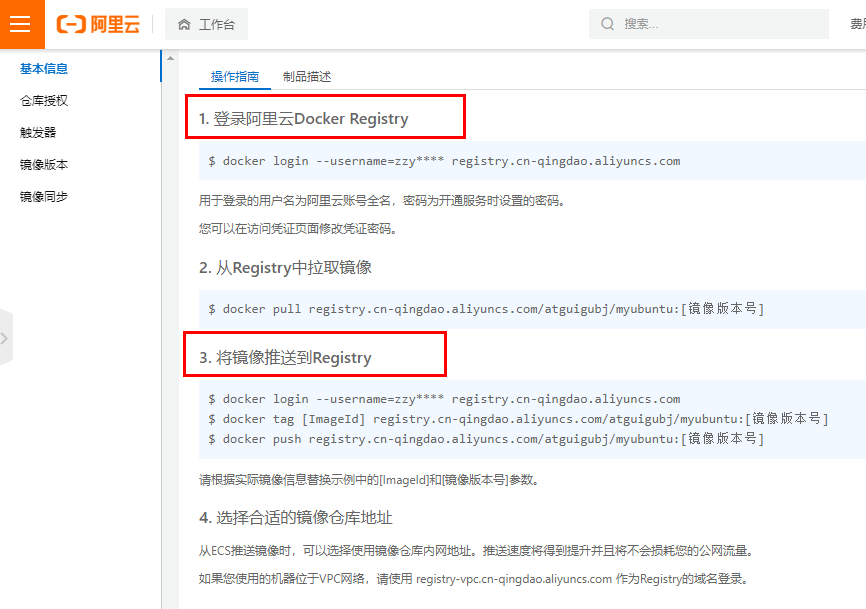 阿里云
工作台
搜索...
基本信息
仓库授权
触发器
镜像版本
镜像同步
操作指南
制品描述
1. 登录阿里云Docker Registry
$ docker login --username=zzy**** registry.cn-qingdao.aliyuncs.com
用于登录的用户名为阿里云账号全名，密码为开通服务时设置的密码。
您可以在访问凭证页面修改凭证密码。
2. 从Registry中拉取镜像
$ docker pull registry.cn-qingdao.aliyuncs.com/atguigubj/myubuntu:[镜像版本号]
3. 将镜像推送到Registry
$ docker login --username=zzy**** registry.cn-qingdao.aliyuncs.com
$ docker tag [ImageId] registry.cn-qingdao.aliyuncs.com/atguigubj/myubuntu:[镜像版本号]
$ docker push registry.cn-qingdao.aliyuncs.com/atguigubj/myubuntu:[镜像版本号]
请根据实际镜像信息替换示例中的[ImageId]和[镜像版本号]参数。
4. 选择合适的镜像仓库地址
从ECS推送镜像时，可以选择使用镜像仓库内网地址。推送速度将得到提升并且将不会损耗您的公网流量。
如果您使用的机器位于VPC网络，请使用 registry-vpc.cn-qingdao.aliyuncs.com 作为Registry的域名登录。